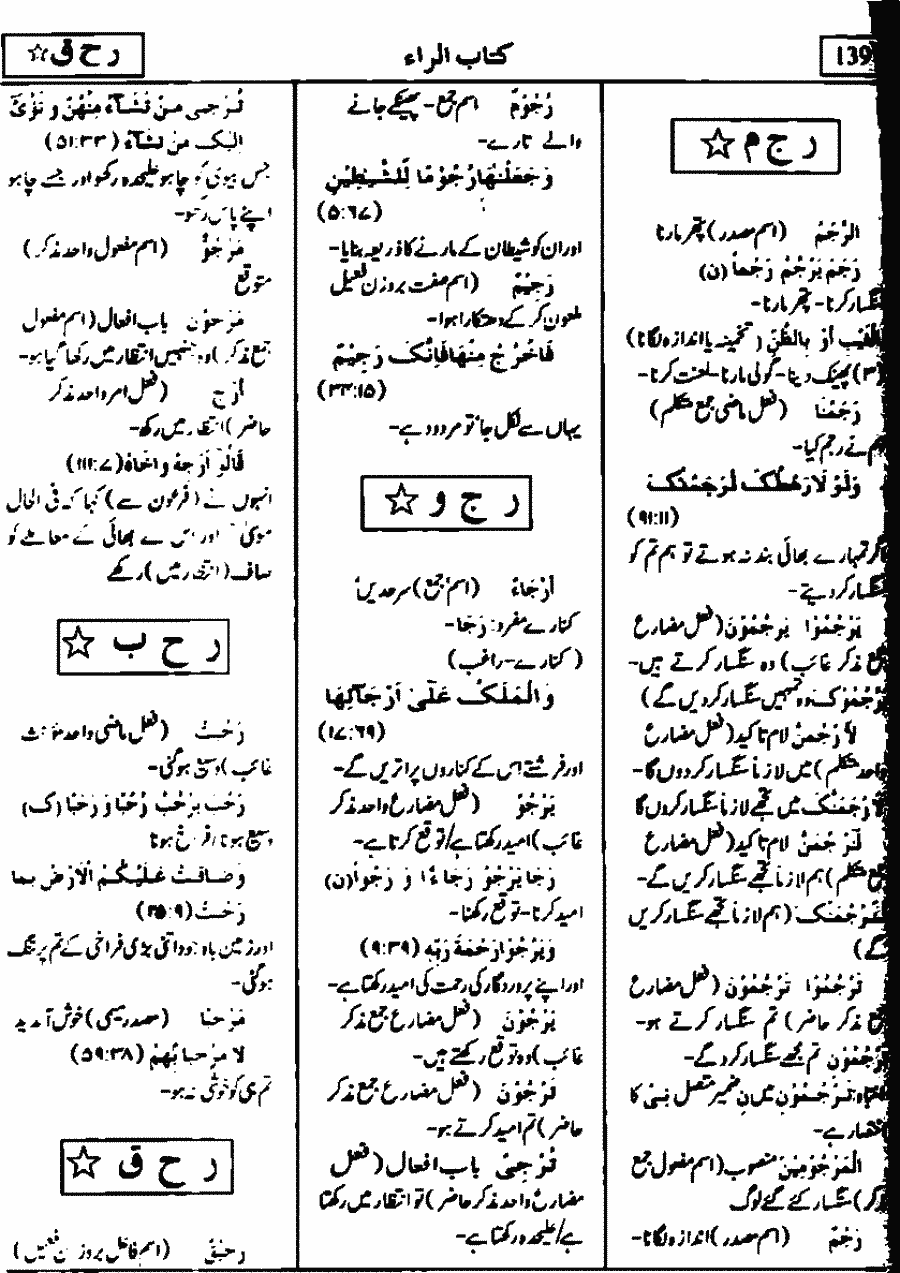 139
کتاب الراء
ر ح ق ☆
ر ج م ☆
الرَّجْمُ (اسم مصدر) پتھر مارنا
رَجَمَ يَرْجُمُ رَجْماً (ن)
سنگسار کرنا- پتھر مارنا-
بِالْغَيْبِ أَوْ بِالظَّنِّ (تخمینہ یا اندازہ لگانا)
(۳) پھینک دینا- گولی مارنا- لعنت کرنا-
رَجَمْنَا (فعل ماضی جمع متکلم)
ہم نے رجم کیا-
وَلَوْ لَا رَهْطُكَ لَرَجَمْنٰكَ
(۹۱:۱۱)
اگر تمہارے بھائی بند نہ ہوتے تو ہم تم کو
سنگسار کر دیتے-
يَرْجُمُوْا يَرْجُمُوْنَ (فعل مضارع
جمع مذکر غائب) وہ سنگسار کرتے ہیں-
يَرْجُمُوْكَ وہ تمہیں سنگسار کر دیں گے)
لَأَرْجُمَنَّ لام تاکید (فعل مضارع
واحد متکلم) میں لازماً سنگسار کر دوں گا-
لَأَرْجُمَنَّكَ میں تجھے لازماً سنگسار کروں گا
لَنَرْجُمَنَّ لام تاکید (فعل مضارع
جمع متکلم) ہم لازماً تجھے سنگسار کریں گے-
لَنَرْجُمَنَّكَ (ہم لازماً تجھے سنگسار کریں
گے)
تَرْجُمُوْا تَرْجُمُوْنَ (فعل مضارع
جمع مذکر حاضر) تم سنگسار کرتے ہو-
تَرْجُمُوْنِ تم مجھے سنگسار کرو گے-
تَرْجُمُوْنِ میں نِ ضمیر متصل نبیْ کا
اختصار ہے-
الْمَرْجُوْمِيْنَ منصوب (اسم مفعول جمع
مذکر) سنگسار کئے گئے لوگ
رَجْمٌ (اسم مصدر) اندازہ لگانا-
رُجُوْمٌ اسم جمع- پھینکے جانے
والے تارے-
وَجَعَلْنٰهَا رُجُوْمًا لِّلشَّيٰطِيْنِ
(۵:۶۷)
اور ان کو شیطان کے مارنے کا ذریعہ بنایا-
رَجِيْمٌ (اسم صفت بروزن فعیل
ملعون کر کے دھتکارا ہوا-
فَاخْرُجْ مِنْهَا فَاِنَّكَ رَجِيْمٌ
(۳۴:۱۵)
یہاں سے نکل جا تو مردود ہے-
ر ج و ☆
أَرْجَاءٌ (اسم جمع) سرحدیں
کنارے مفرد: رَجَا-
(کنارے- راغب)
وَالْمَلَكُ عَلٰى اَرْجَآئِهَا
(۱۷:۶۹)
اور فرشتے اس کے کناروں پر اتریں گے-
يَرْجُوْ (فعل مضارع واحد مذکر
غائب) امید رکھتا ہے/ توقع کرتا ہے-
رَجَا يَرْجُوْ رَجَاءً ا وَ رَجْواً (ن)
امید کرنا- توقع رکھنا-
وَيَرْجُوْا رَحْمَةَ رَبِّهِ (۹:۳۹)
اور اپنے پروردگار کی رحمت کی امید رکھتا ہے-
يَرْجُوْنَ (فعل مضارع جمع مذکر
غائب) وہ توقع رکھتے ہیں-
تَرْجُوْنَ (فعل مضارع جمع مذکر
حاضر) تم امید کرتے ہو-
تُرْجِىْ باب افعال (فعل
مضارع واحد مذکر حاضر) تو انتظار میں رکھتا
ہے/ علیحدہ رکھتا ہے-
تُرْجِى مَنْ تَشَآءُ مِنْهُنَّ وَ تُؤْيْ
اِلَيْكَ مَنْ تَشَآءُ (۵۱:۳۳)
جس بیوی کو چاہو علیحدہ رکھو اور جسے چاہو
اپنے پاس رکھو-
مَرْجُوٌّ (اسم مفعول واحد مذکر)
متوقع
مُرْجَوْنَ باب افعال (اسم مفعول
جمع مذکر) وہ جنہیں انتظار میں رکھا گیا ہو-
أَرْجِ (فعل امر واحد مذکر
حاضر) انتظار میں رکھ-
قَالُوْٓ أَرْجِهْ وَ أَخَاهُ (۱۱۱:۷)
انہوں نے (فرعون سے) کہا کہ فی الحال
موسیٰ اور اس کے بھائی کے معاملے کو
معاف (انتظار میں) رکھے
ر ح ب ☆
رَحُبَتْ (فعل ماضی واحد مؤنث
غائب) وسیع ہو گئی-
رَحُبَ يَرْحُبُ رُحْبًا وَ رَحَبًا (ک)
وسیع ہونا، فراخ ہونا
وَضَاقَتْ عَلَيْكُمُ الْاَرْضُ بِمَا
رَحُبَتْ (۲۵:۹)
اور زمین باوجود اتنی بڑی فراخی کے تم پر تنگ
ہو گئی-
مَرْحَبًا (مصدر میمی) خوش آمدید
لَا مَرْحَبًا بِهِمْ (۵۹:۳۸)
تم ہی کو خوشی نہ ہو-
ر ح ق ☆
رَحِيْقٌ (اسم فاعل بروزن فعیل)